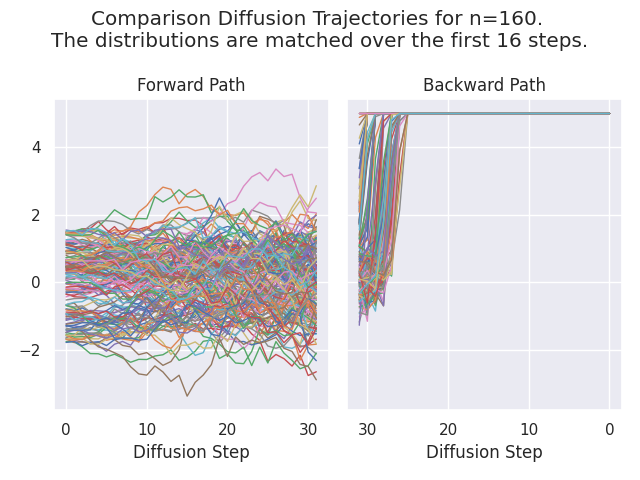 Comparison Diffusion Trajectories for n=160.
The distributions are matched over the first 16 steps.
Forward Path
Backward Path
4
2
0
−2
0 10 20 30
30 20 10 0
Diffusion Step
Diffusion Step